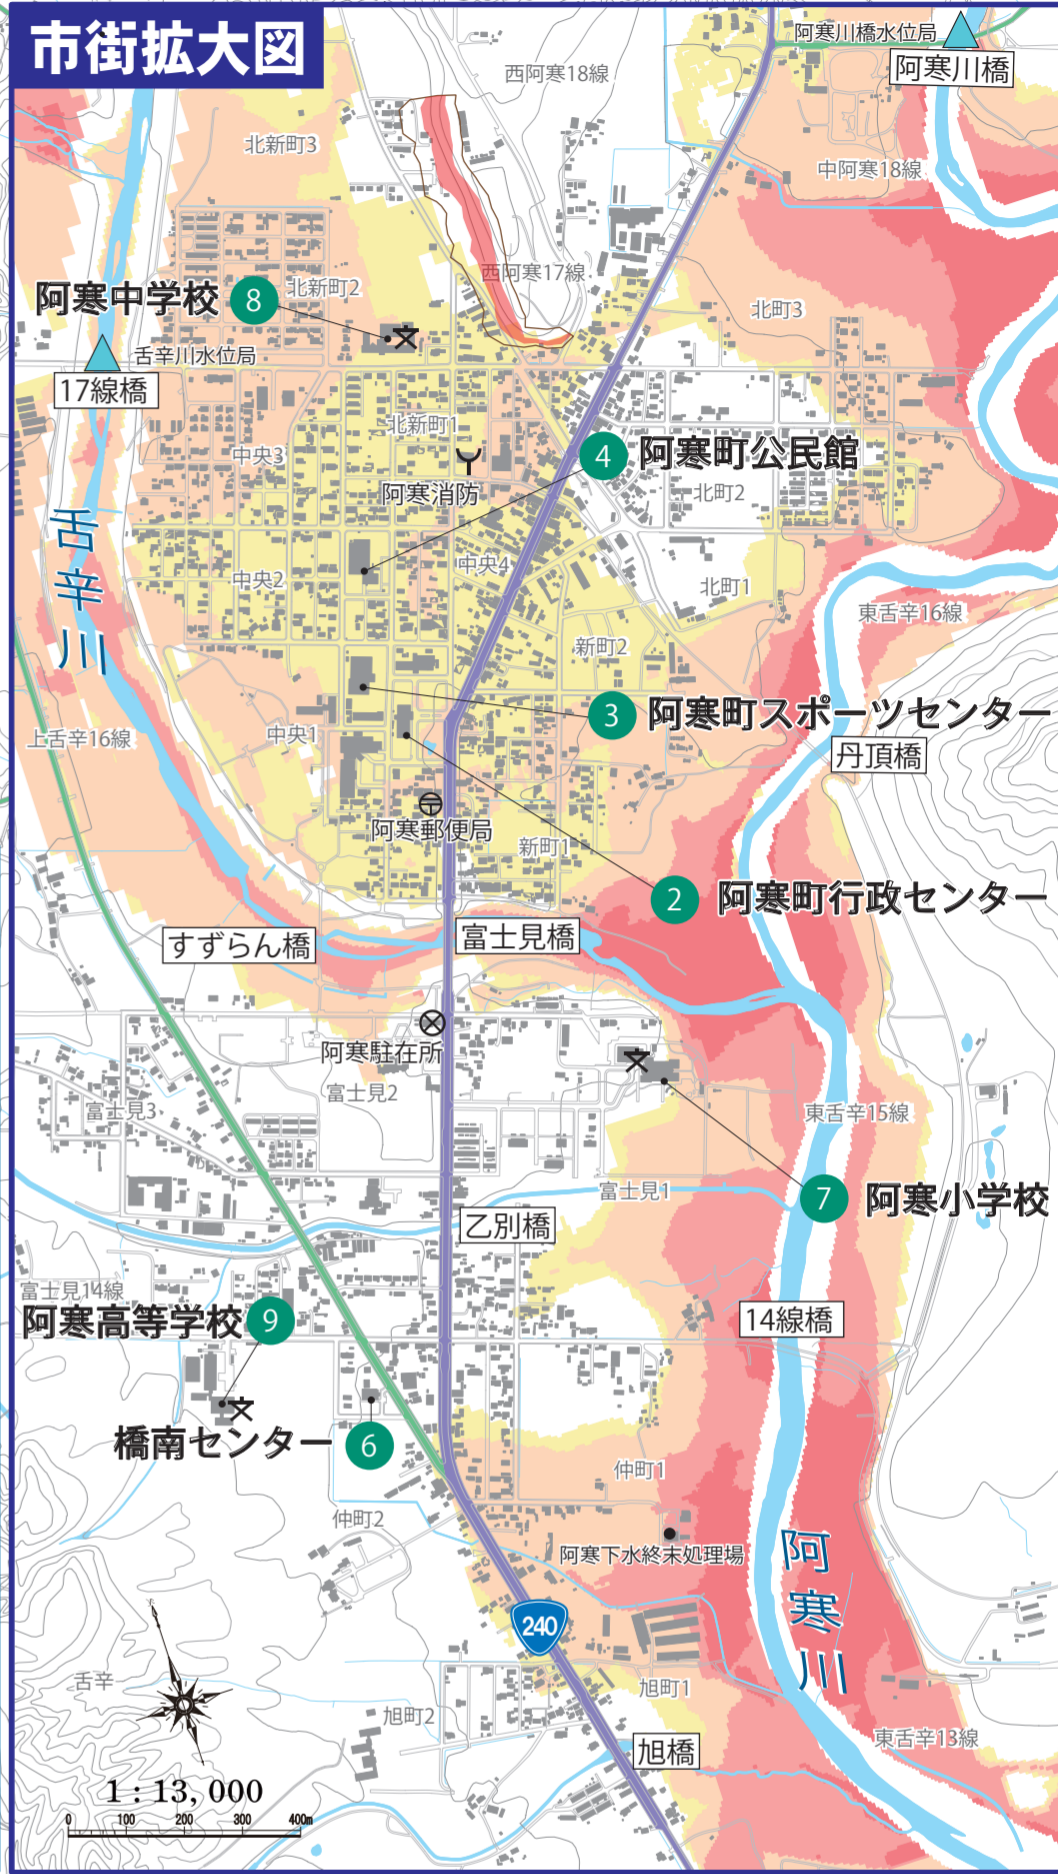 市街拡大図
阿寒川橋水位局
阿寒川橋
西阿寒18線
北新町3
中阿寒18線
西阿寒17線
阿寒中学校
8
北新町2
北町3
舌辛川水位局
17線橋
北新町1
中央3
4
阿寒町公民館
阿寒消防
北町2
舌辛川
中央2
中央4
北町1
東舌辛16線
新町2
3
阿寒町スポーツセンター
上舌辛16線
中央1
丹頂橋
阿寒郵便局
新町1
2
阿寒町行政センター
すずらん橋
富士見橋
阿寒駐在所
富士見2
富士見3
東舌辛15線
富士見1
7
阿寒小学校
乙別橋
富士見14線
阿寒高等学校
9
14線橋
橋南センター
6
仲町1
仲町2
阿寒下水終末処理場
阿寒川
240
舌辛
旭町1
旭町2
東舌辛13線
旭橋
1 : 13, 000
0 100 200 300 400m